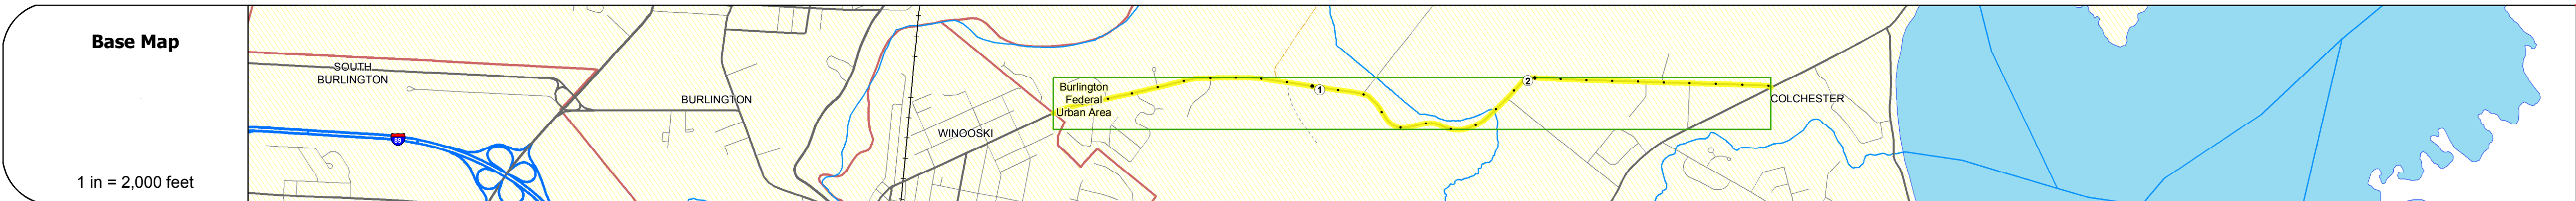 Base Map
1 in = 2,000 feet
SOUTH
BURLINGTON
89
BURLINGTON
WINOOSKI
Burlington
Federal
Urban Area
1
2
COLCHESTER